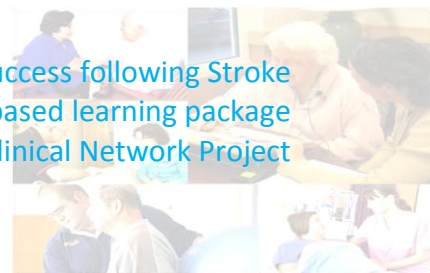 uccess following Stroke
based learning package
linical Network Project